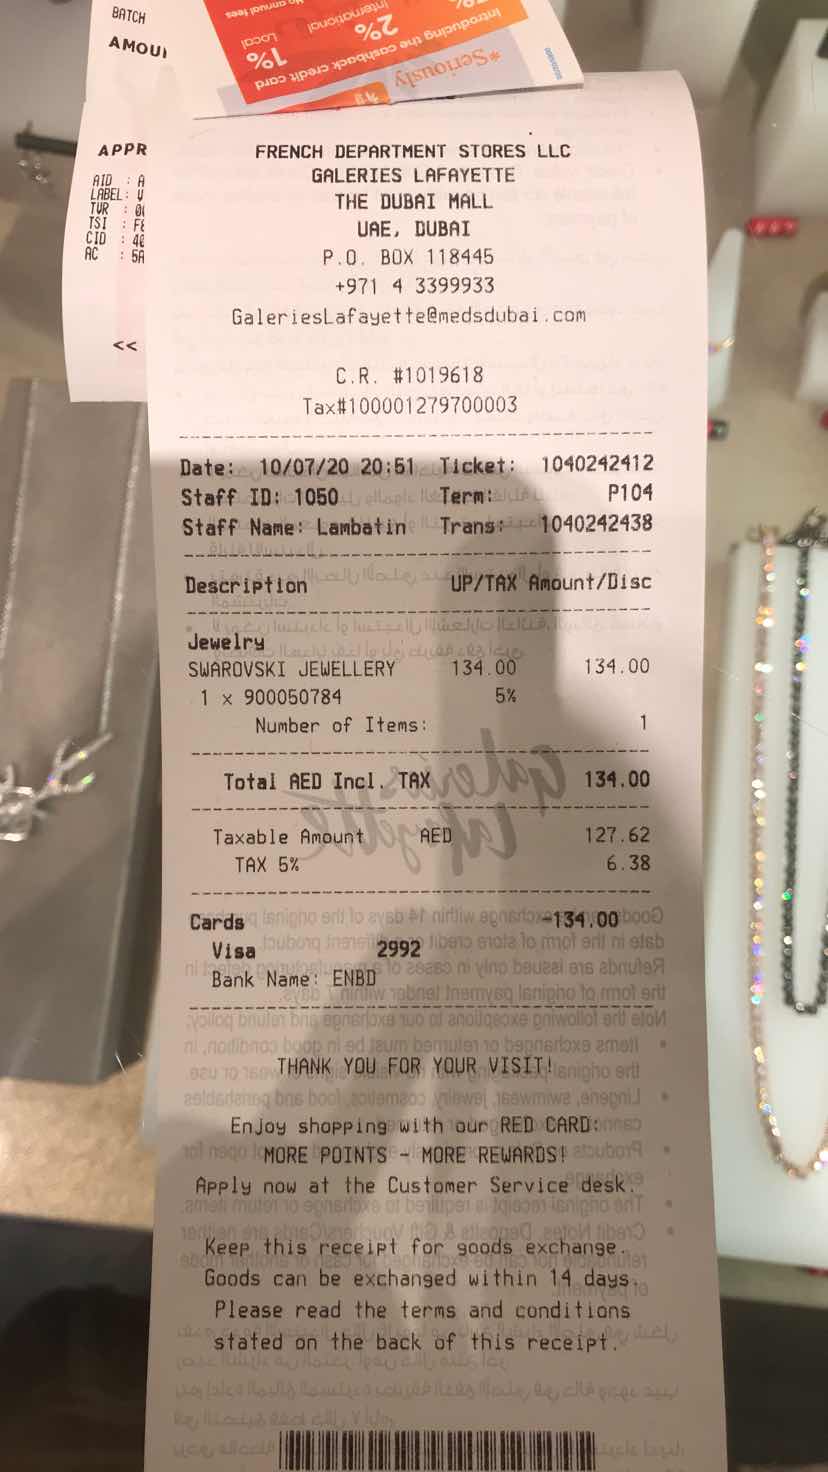 BATCH
AMOU
*Seriously
Introducing the cashback credit card
1% 2%
Local International
No annual fees
APPR
AID : A
LABEL: V
TVR : 00
TSI : F8
CID : 40
AC : 5A
<<
FRENCH DEPARTMENT STORES LLC
GALERIES LAFAYETTE
THE DUBAI MALL
UAE, DUBAI
P.O. BOX 118445
+971 4 3399933
GaleriesLafayette@medsdubai.com
C.R. #1019618
Tax#100001279700003
Date: 10/07/20 20:51 Ticket: 1040242412
Staff ID: 1050 Term: P104
Staff Name: Lambatin Trans: 1040242438
Description UP/TAX Amount/Disc
Jewelry
SWAROVSKI JEWELLERY 134.00 134.00
1 x 900050784 5%
Number of Items: 1
Total AED Incl. TAX 134.00
Taxable Amount AED 127.62
TAX 5% 6.38
Cards -134.00
Visa 2992
Bank Name: ENBD
THANK YOU FOR YOUR VISIT!
Enjoy shopping with our RED CARD:
MORE POINTS - MORE REWARDS!
Apply now at the Customer Service desk.
Keep this receipt for goods exchange.
Goods can be exchanged within 14 days.
Please read the terms and conditions
stated on the back of this receipt.